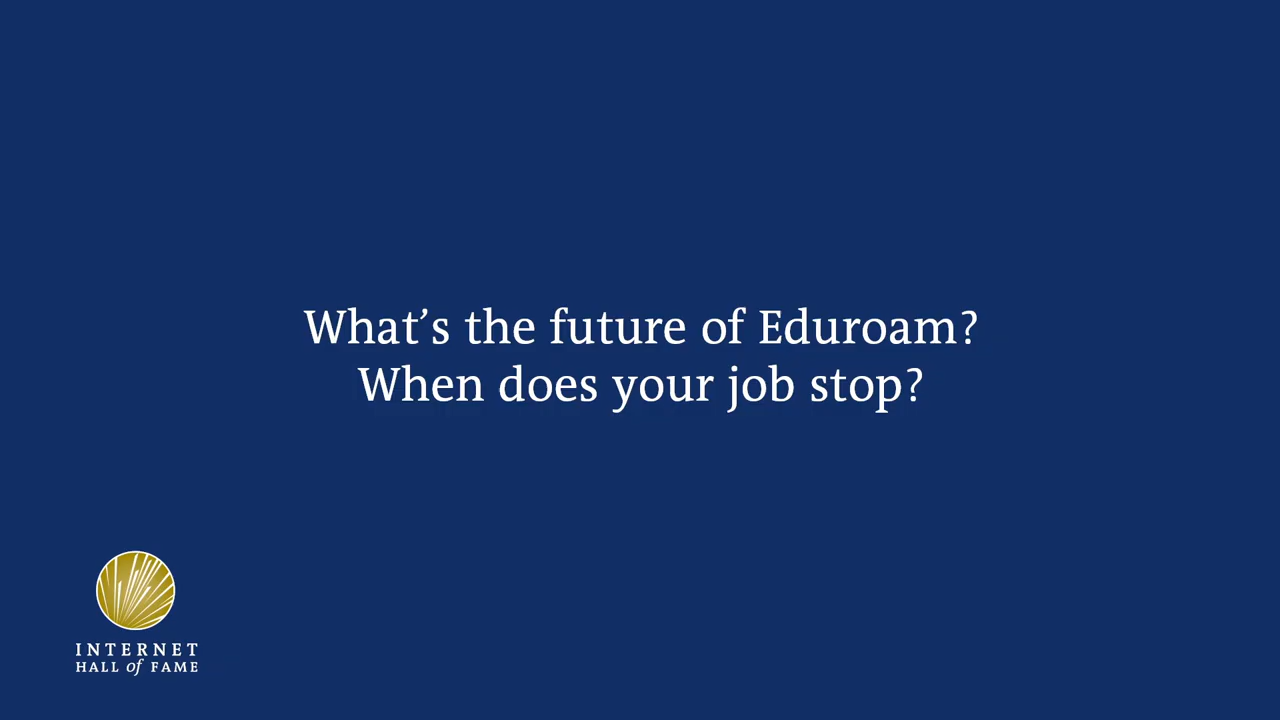 What’s the future of Eduroam?
When does your job stop?
INTERNET
HALL of FAME